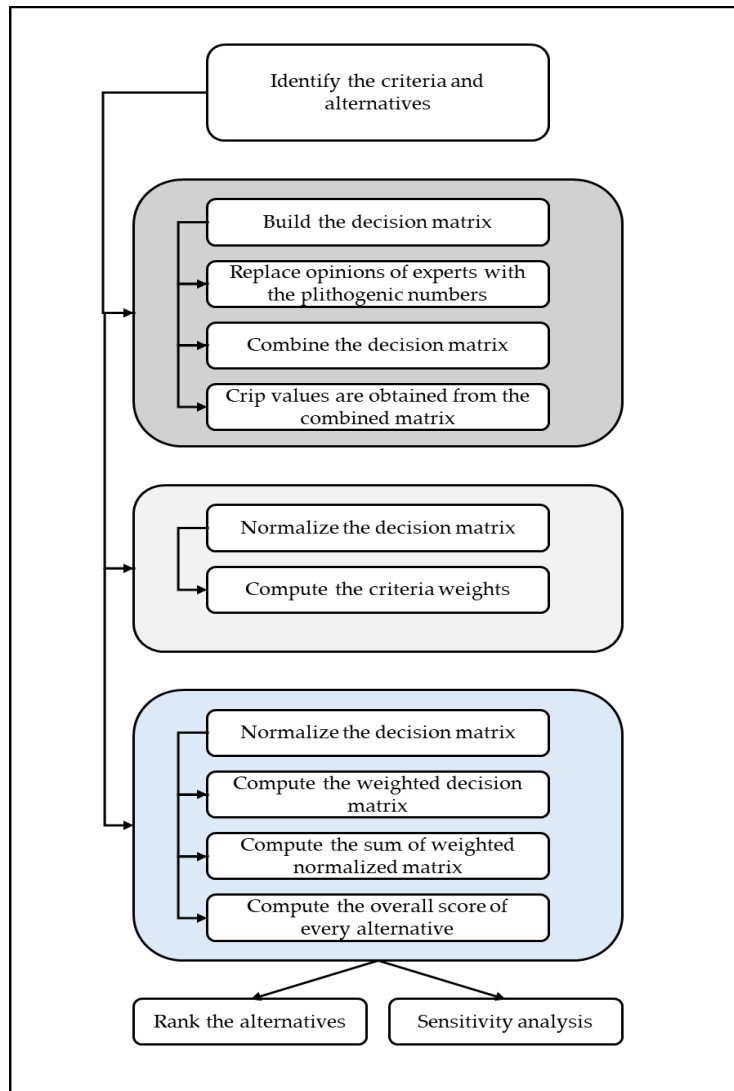 Identify the criteria and
alternatives
Build the decision matrix
Replace opinions of experts with
the plithogenic numbers
Combine the decision matrix
Crip values are obtained from the
combined matrix
Normalize the decision matrix
Compute the criteria weights
Normalize the decision matrix
Compute the weighted decision
matrix
Compute the sum of weighted
normalized matrix
Compute the overall score of
every alternative
Rank the alternatives
Sensitivity analysis